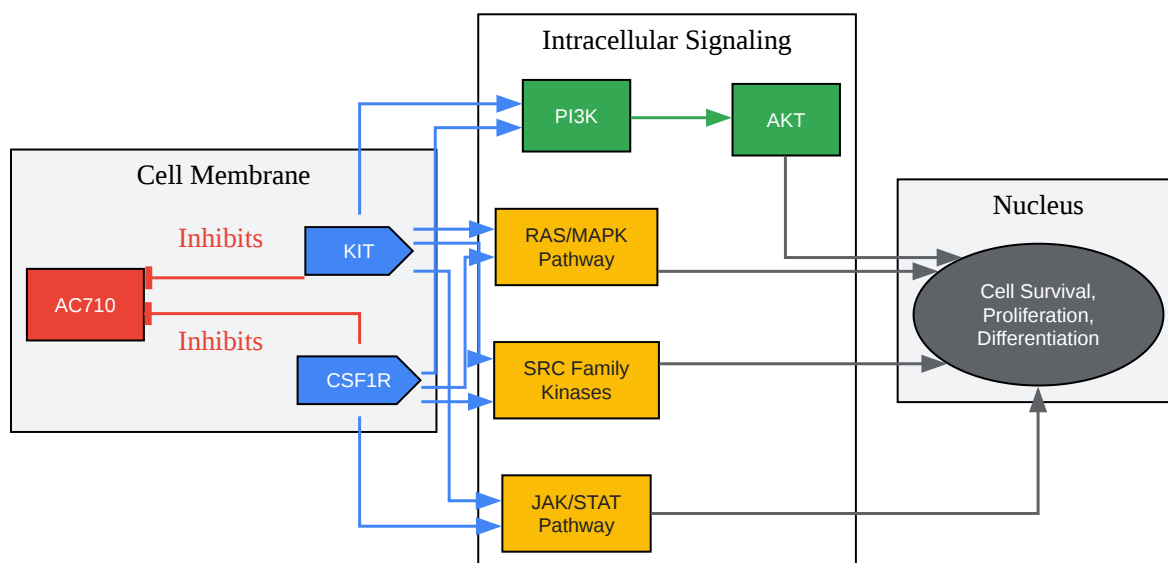 Intracellular Signaling
PI3K
AKT
Cell Membrane
Inhibits
KIT
AC710
Inhibits
CSF1R
RAS/MAPK
Pathway
SRC Family
Kinases
JAK/STAT
Pathway
Nucleus
Cell Survival,
Proliferation,
Differentiation